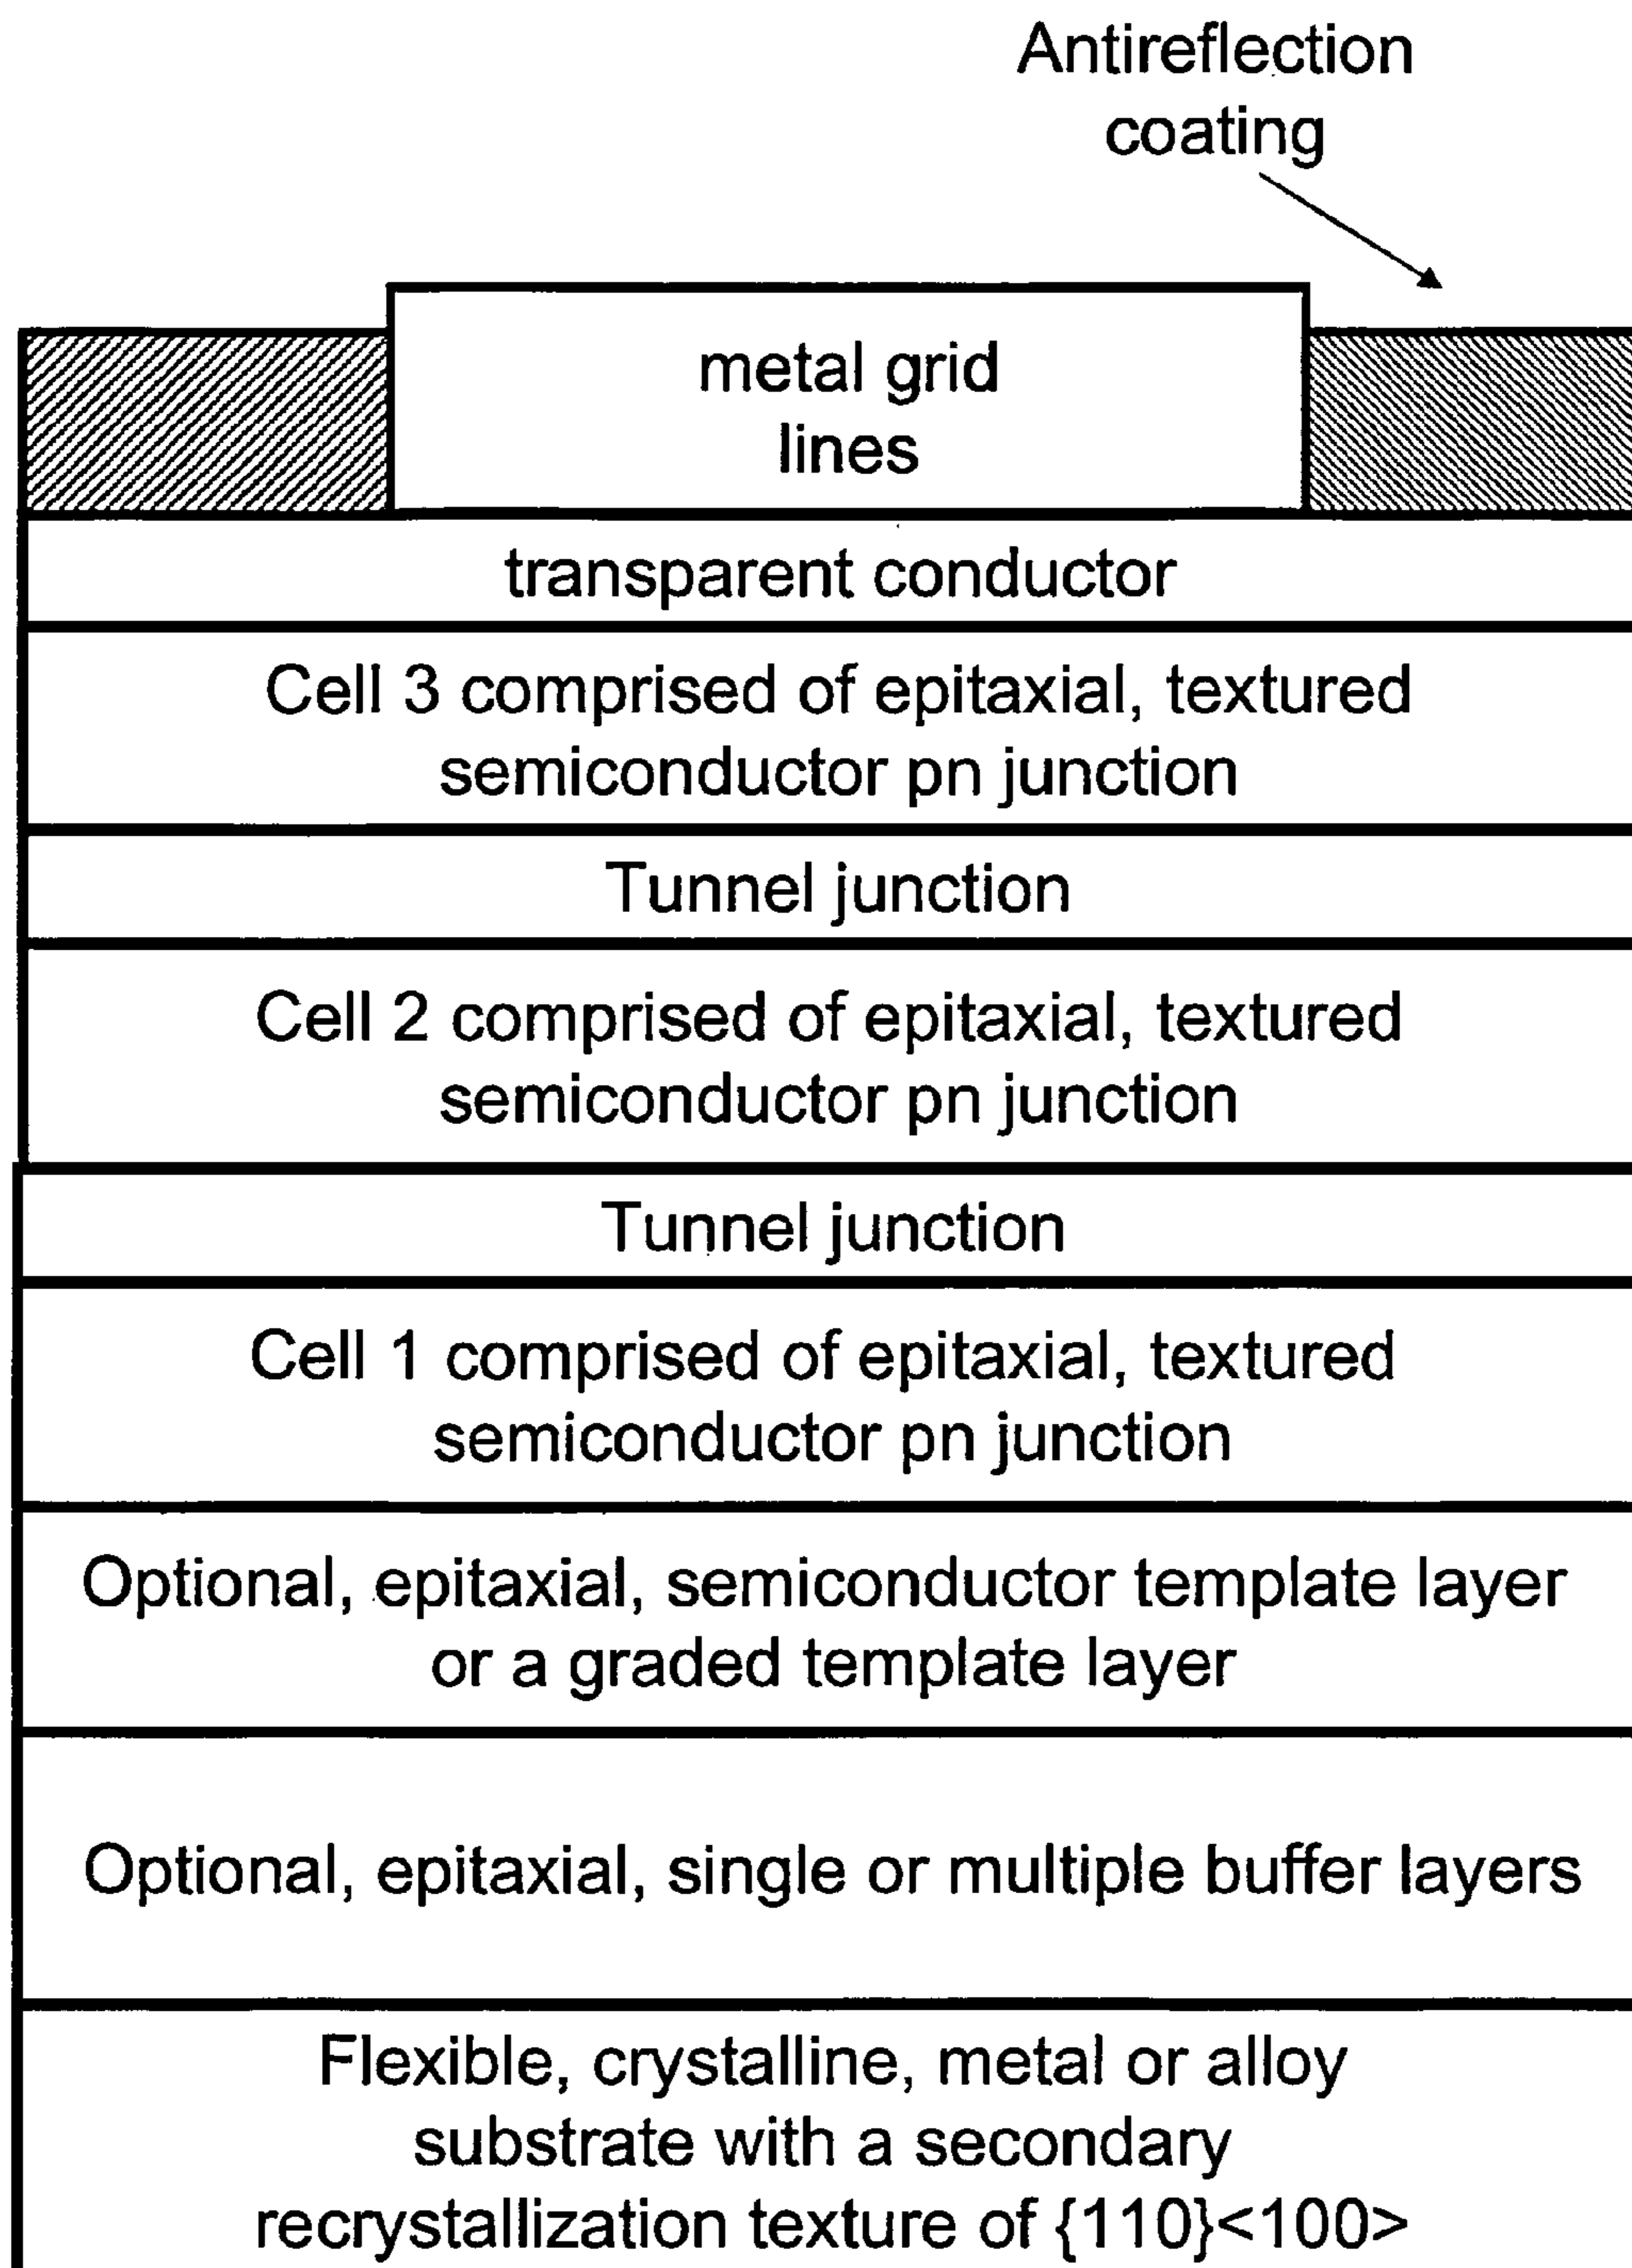 Antireflection
coating
metal grid
lines
transparent conductor
Cell 3 comprised of epitaxial, textured
semiconductor pn junction
Tunnel junction
Cell 2 comprised of epitaxial, textured
semiconductor pn junction
Tunnel junction
Cell 1 comprised of epitaxial, textured
semiconductor pn junction
Optional, epitaxial, semiconductor template layer
or a graded template layer
Optional, epitaxial, single or multiple buffer layers
Flexible, crystalline, metal or alloy
substrate with a secondary
recrystallization texture of {110}<100>